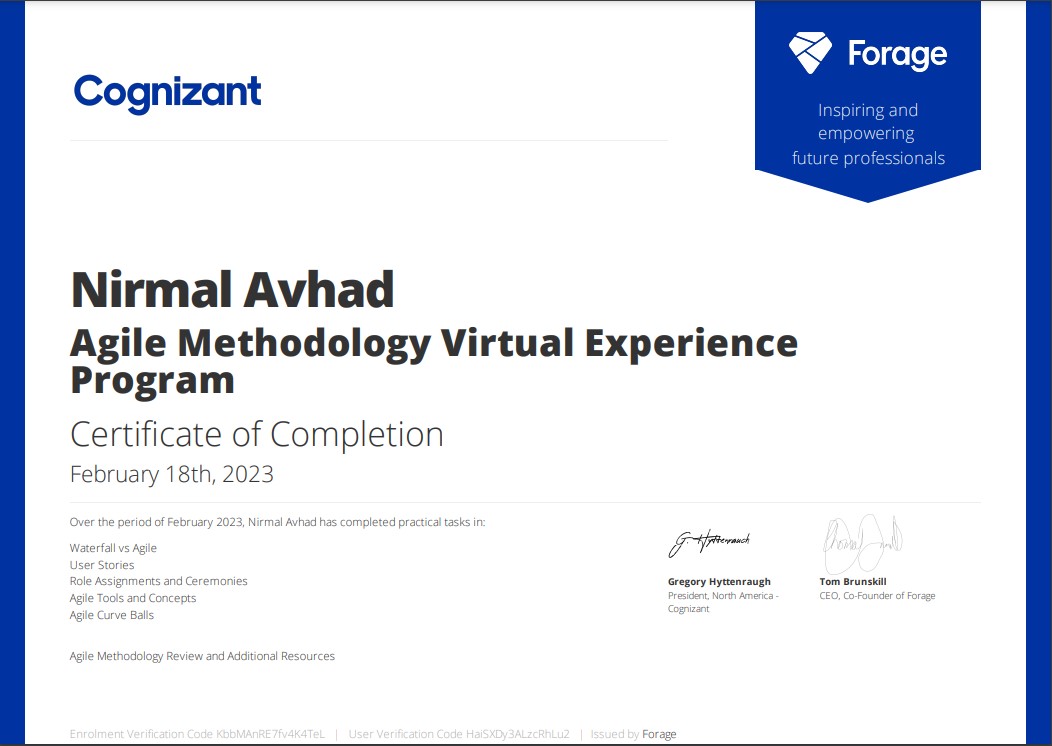 Cognizant
Forage
Inspiring and
empowering
future professionals
Nirmal Avhad
Agile Methodology Virtual Experience
Program
Certificate of Completion
February 18th, 2023
Over the period of February 2023, Nirmal Avhad has completed practical tasks in:
Waterfall vs Agile
User Stories
Role Assignments and Ceremonies
Agile Tools and Concepts
Agile Curve Balls
Agile Methodology Review and Additional Resources
G. Hyttenrauch
Gregory Hyttenraugh
President, North America -
Cognizant
Tom Brunskill
CEO, Co-Founder of Forage
Enrolment Verification Code KbbMAnRE7fv4K4TeL | User Verification Code HaiSXDy3ALzcRhLu2 | Issued by Forage